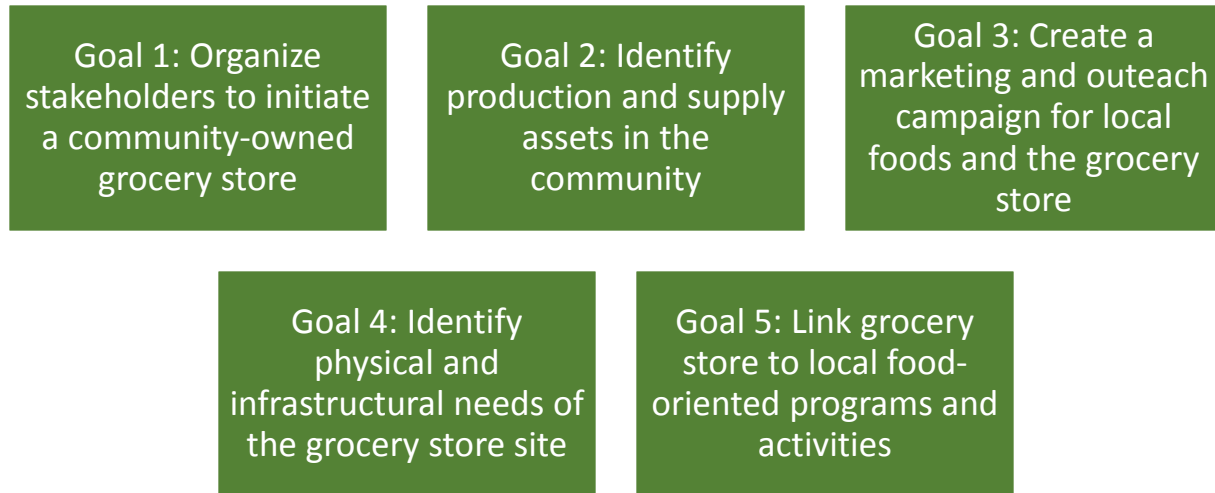 Goal 1: Organize
stakeholders to initiate
a community-owned
grocery store
Goal 2: Identify
production and supply
assets in the
community
Goal 3: Create a
marketing and outeach
campaign for local
foods and the grocery
store
Goal 4: Identify
physical and
infrastructural needs of
the grocery store site
Goal 5: Link grocery
store to local food-
oriented programs and
activities